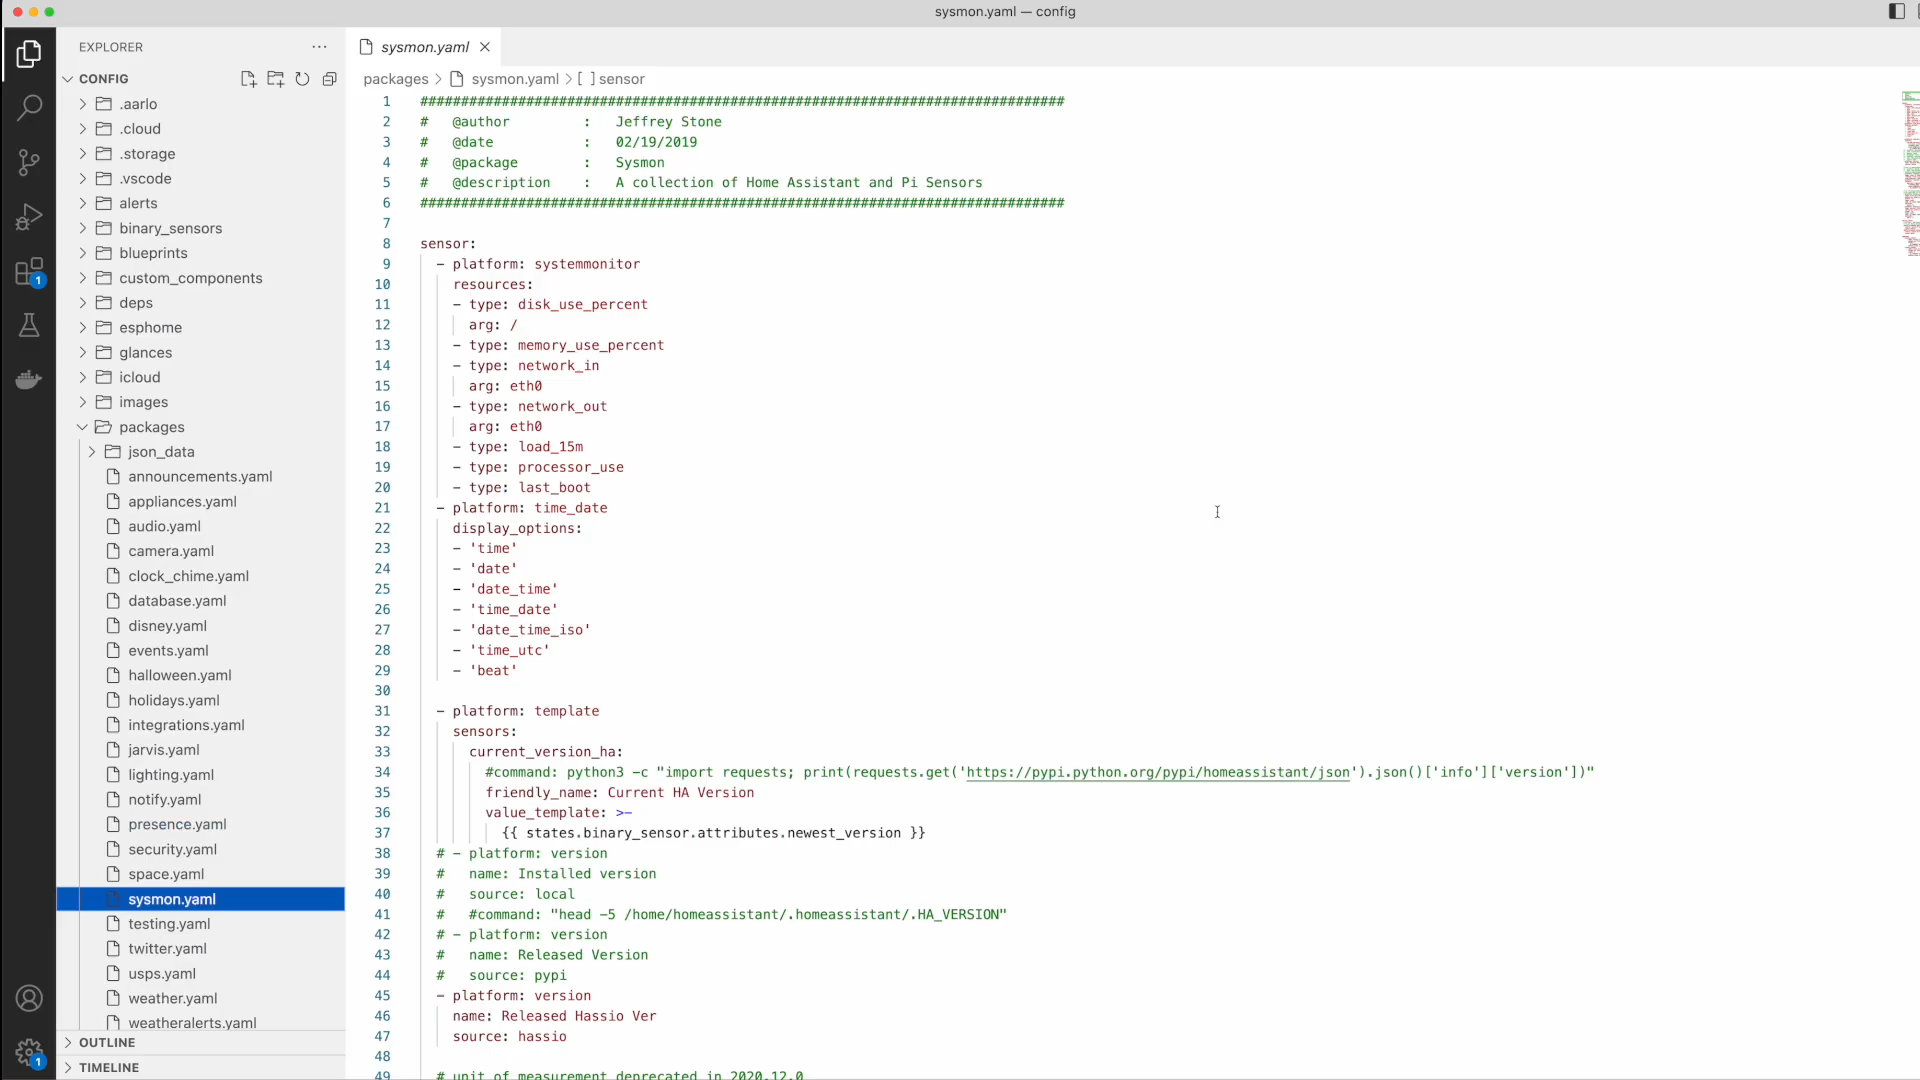 sysmon.yaml — config
EXPLORER
CONFIG
.aarlo
.cloud
.storage
.vscode
alerts
binary_sensors
blueprints
custom_components
deps
esphome
glances
icloud
images
packages
json_data
announcements.yaml
appliances.yaml
audio.yaml
camera.yaml
clock_chime.yaml
database.yaml
disney.yaml
events.yaml
halloween.yaml
holidays.yaml
integrations.yaml
jarvis.yaml
lighting.yaml
notify.yaml
presence.yaml
security.yaml
space.yaml
sysmon.yaml
testing.yaml
twitter.yaml
usps.yaml
weather.yaml
weatheralerts.yaml
OUTLINE
TIMELINE
1
1
sysmon.yaml
packages > sysmon.yaml > [ ] sensor
1 ###############################################################################
2 #   @author         :   Jeffrey Stone
3 #   @date           :   02/19/2019
4 #   @package        :   Sysmon
5 #   @description    :   A collection of Home Assistant and Pi Sensors
6 ###############################################################################
7
8 sensor:
9   - platform: systemmonitor
10     resources:
11     - type: disk_use_percent
12       arg: /
13     - type: memory_use_percent
14     - type: network_in
15       arg: eth0
16     - type: network_out
17       arg: eth0
18     - type: load_15m
19     - type: processor_use
20     - type: last_boot
21   - platform: time_date
22     display_options:
23     - 'time'
24     - 'date'
25     - 'date_time'
26     - 'time_date'
27     - 'date_time_iso'
28     - 'time_utc'
29     - 'beat'
30
31   - platform: template
32     sensors:
33       current_version_ha:
34         #command: python3 -c "import requests; print(requests.get('https://pypi.python.org/pypi/homeassistant/json').json()['info']['version'])"
35         friendly_name: Current HA Version
36         value_template: >-
37           {{ states.binary_sensor.attributes.newest_version }}
38   # - platform: version
39   #   name: Installed version
40   #   source: local
41   #   #command: "head -5 /home/homeassistant/.homeassistant/.HA_VERSION"
42   # - platform: version
43   #   name: Released Version
44   #   source: pypi
45   - platform: version
46     name: Released Hassio Ver
47     source: hassio
48
49   # unit of measurement deprecated in 2020.12.0